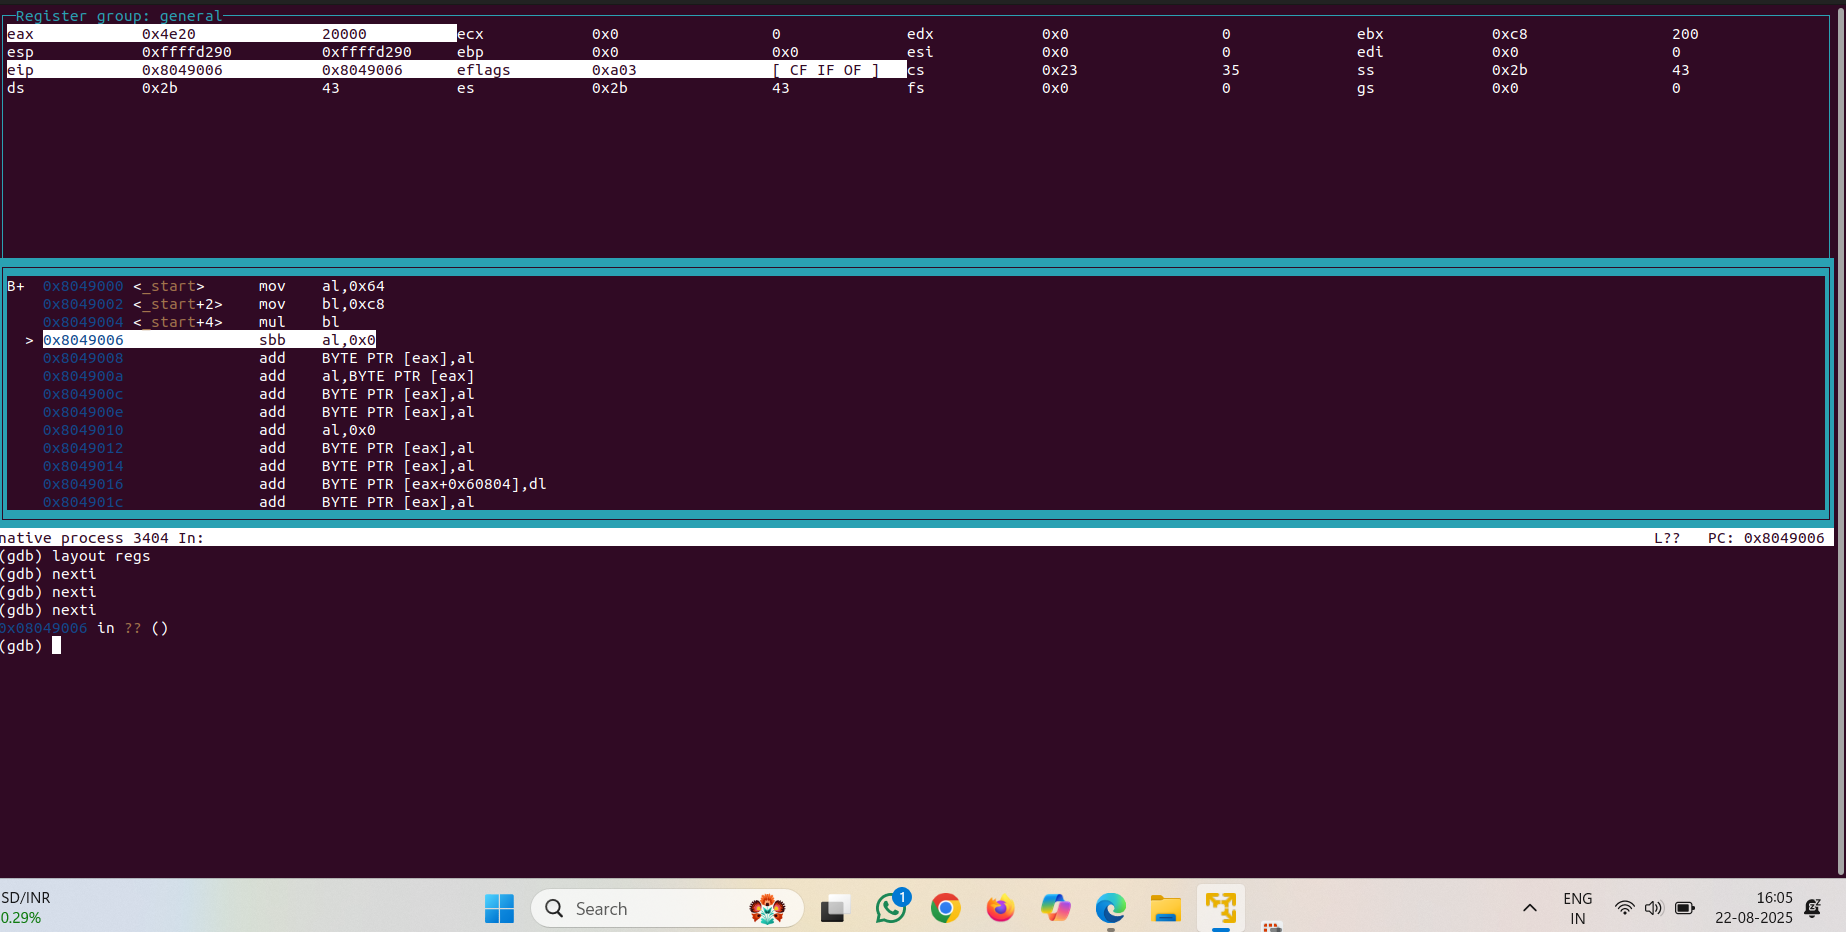 Register group: general
eax 0x4e20 20000 ecx 0x0 0 edx 0x0 0 ebx 0xc8 200
esp 0xffffd290 0xffffd290 ebp 0x0 0x0 esi 0x0 0 edi 0x0 0
eip 0x8049006 0x8049006 eflags 0xa03 [ CF IF OF ] cs 0x23 35 ss 0x2b 43
ds 0x2b 43 es 0x2b 43 fs 0x0 0 gs 0x0 0
B+ 0x8049000 <_start> mov al,0x64
0x8049002 <_start+2> mov bl,0xc8
0x8049004 <_start+4> mul bl
> 0x8049006 sbb al,0x0
0x8049008 add BYTE PTR [eax],al
0x804900a add al,BYTE PTR [eax]
0x804900c add BYTE PTR [eax],al
0x804900e add BYTE PTR [eax],al
0x8049010 add al,0x0
0x8049012 add BYTE PTR [eax],al
0x8049014 add BYTE PTR [eax],al
0x8049016 add BYTE PTR [eax+0x60804],dl
0x804901c add BYTE PTR [eax],al
native process 3404 In: L?? PC: 0x8049006
(gdb) layout regs
(gdb) nexti
(gdb) nexti
(gdb) nexti
0x08049006 in ?? ()
(gdb)
SD/INR
0.29%
Search
1
ENG
IN
16:05
22-08-2025